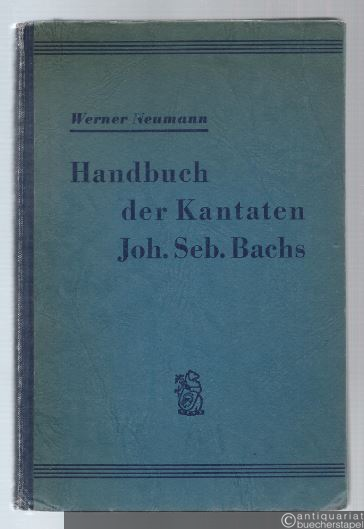 Werner Neumann
Handbuch
der Kantaten
Joh. Seb. Bachs
©antiquariat
buecherstapel